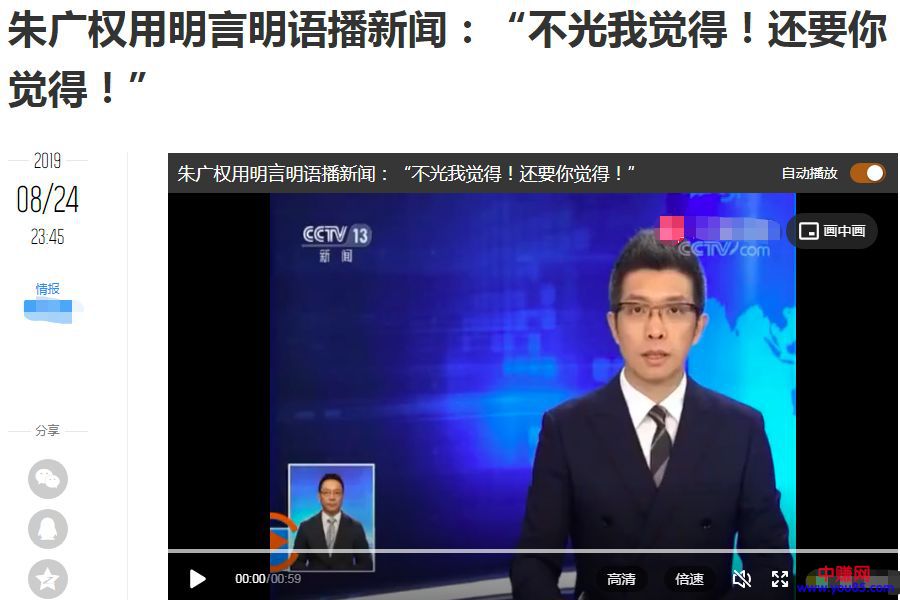 朱广权用明言明语播新闻：“不光我觉得！还要你
觉得！”
2019
08/24
23:45
情报
分享
朱广权用明言明语播新闻：“不光我觉得！还要你觉得！”
自动播放
CCTV 13
新闻
CCTV.com
画中画
00:00/00:59
高清
倍速
中赚网
www.you85.com